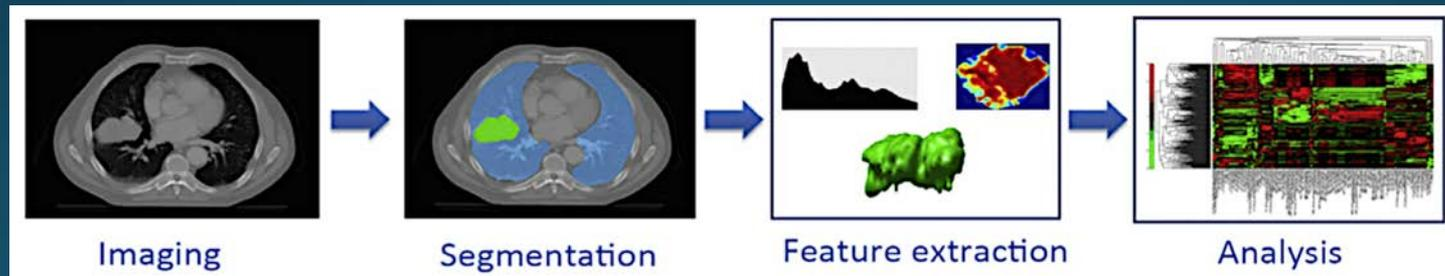 Imaging
Segmentation
Feature extraction
Analysis